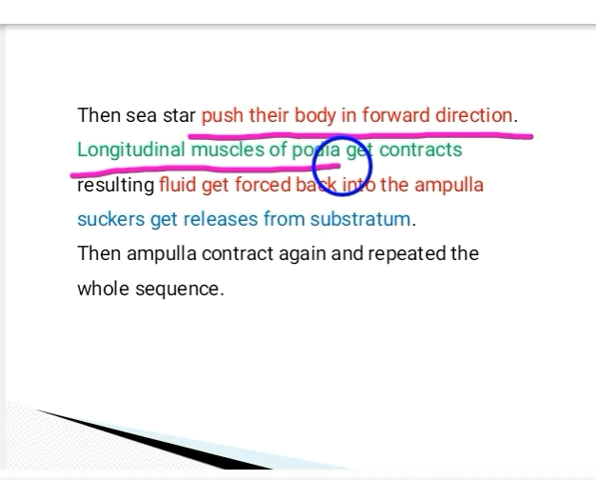 Then sea star push their body in forward direction.
Longitudinal muscles of podia get contracts
resulting fluid get forced back into the ampulla
suckers get releases from substratum.
Then ampulla contract again and repeated the
whole sequence.